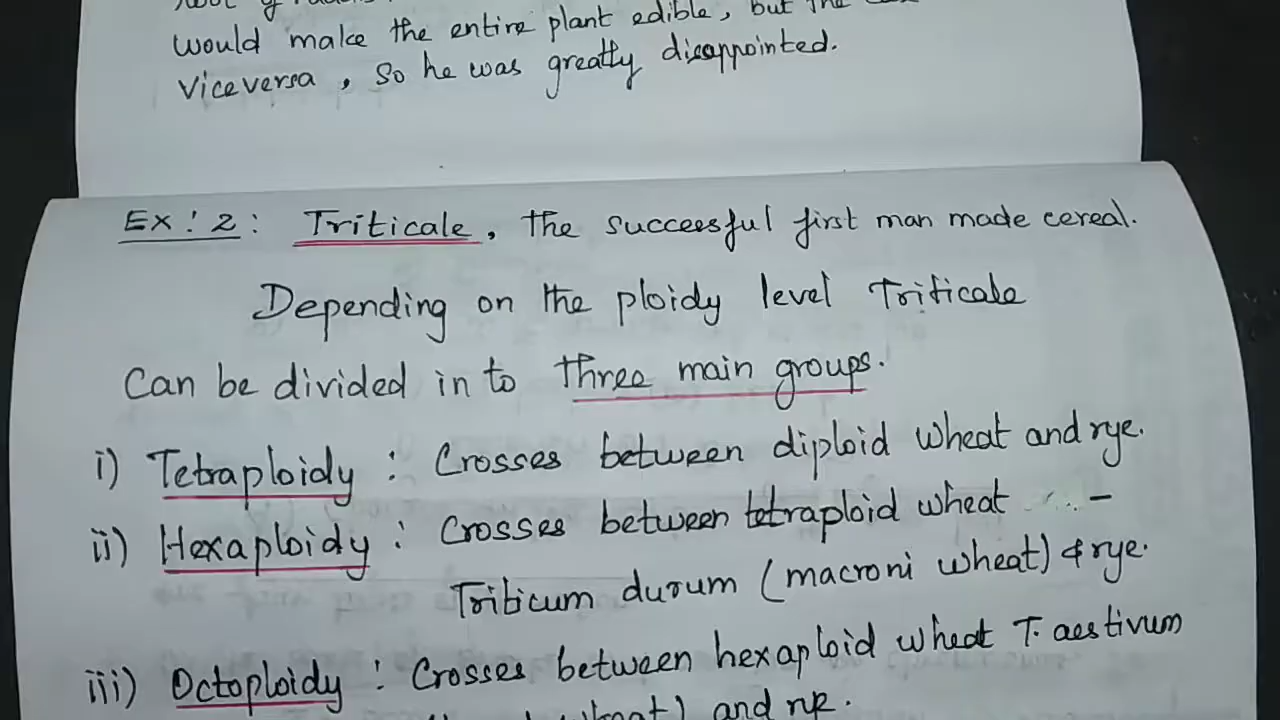 would make the entire plant edible, but the
viceversa, so he was greatly disappointed.
Ex! 2: Triticale, the successful first man made cereal.
Depending on the ploidy level Triticale
can be divided in to three main groups.
i) Tetraploidy : Crosses between diploid wheat and rye.
ii) Hexaploidy : Crosses between tetraploid wheat -
Triticum durum (macroni wheat) & rye.
iii) Octoploidy : Crosses between hexaploid wheat T. aestivum
wheat) and rye.